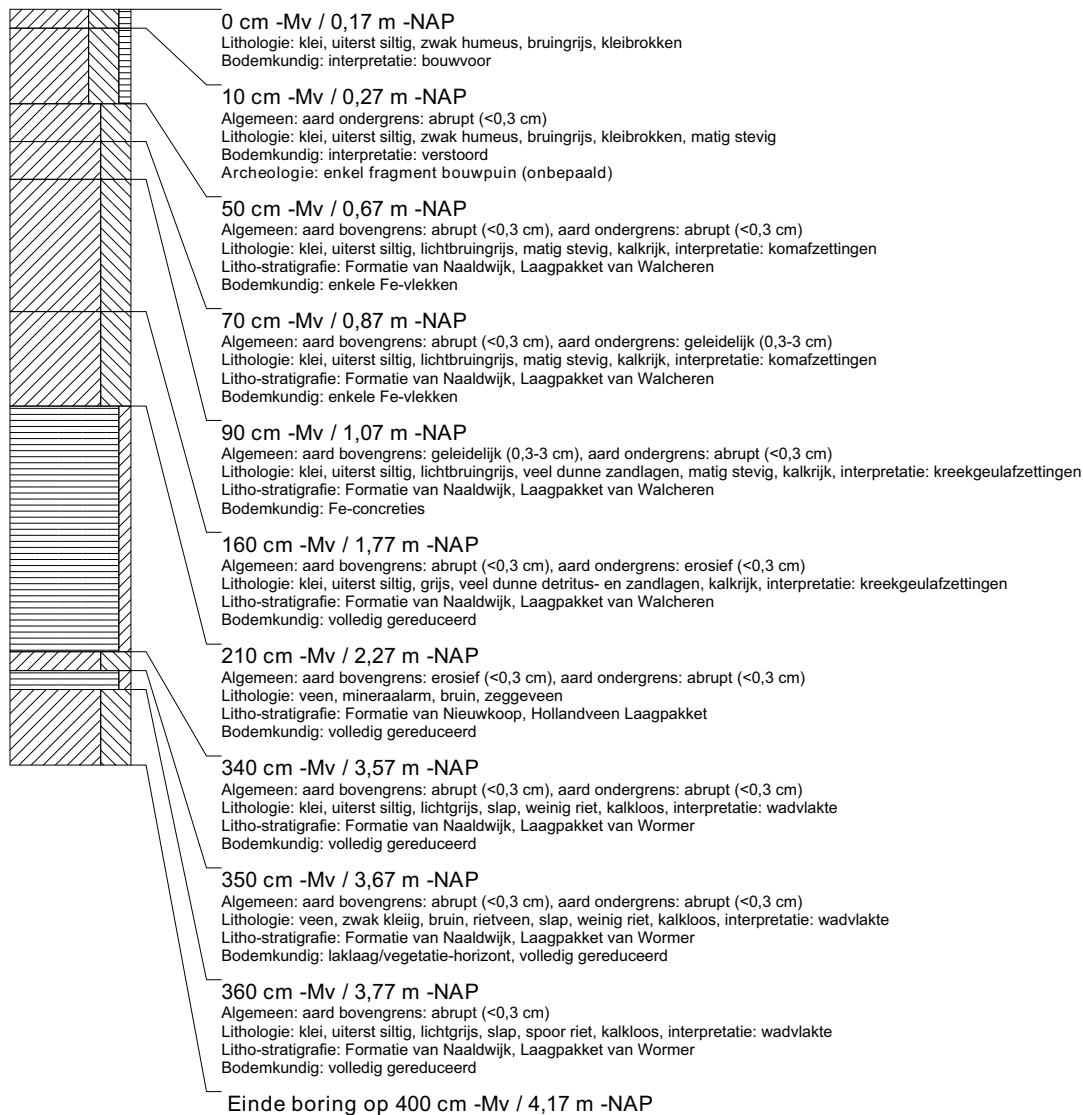 0 cm -Mv / 0,17 m -NAP
Lithologie: klei, uiterst siltig, zwak humeus, bruingrijs, kleibrokken
Bodemkundig: interpretatie: bouwvoor
10 cm -Mv / 0,27 m -NAP
Algemeen: aard ondergrens: abrupt (<0,3 cm)
Lithologie: klei, uiterst siltig, zwak humeus, bruingrijs, kleibrokken, matig stevig
Bodemkundig: interpretatie: verstoord
Archeologie: enkel fragment bouwpuin (onbepaald)
50 cm -Mv / 0,67 m -NAP
Algemeen: aard bovengrens: abrupt (<0,3 cm), aard ondergrens: abrupt (<0,3 cm)
Lithologie: klei, uiterst siltig, lichtbruingrijs, matig stevig, kalkrijk, interpretatie: komafzettingen
Litho-stratigrafie: Formatie van Naaldwijk, Laagpakket van Walcheren
Bodemkundig: enkele Fe-vlekken
70 cm -Mv / 0,87 m -NAP
Algemeen: aard bovengrens: abrupt (<0,3 cm), aard ondergrens: geleidelijk (0,3-3 cm)
Lithologie: klei, uiterst siltig, lichtbruingrijs, matig stevig, kalkrijk, interpretatie: komafzettingen
Litho-stratigrafie: Formatie van Naaldwijk, Laagpakket van Walcheren
Bodemkundig: enkele Fe-vlekken
90 cm -Mv / 1,07 m -NAP
Algemeen: aard bovengrens: geleidelijk (0,3-3 cm), aard ondergrens: abrupt (<0,3 cm)
Lithologie: klei, uiterst siltig, lichtbruingrijs, veel dunne zandlagen, matig stevig, kalkrijk, interpretatie: kreekgeulafzettingen
Litho-stratigrafie: Formatie van Naaldwijk, Laagpakket van Walcheren
Bodemkundig: Fe-concreties
160 cm -Mv / 1,77 m -NAP
Algemeen: aard bovengrens: abrupt (<0,3 cm), aard ondergrens: erosief (<0,3 cm)
Lithologie: klei, uiterst siltig, grijs, veel dunne detritus- en zandlagen, kalkrijk, interpretatie: kreekgeulafzettingen
Litho-stratigrafie: Formatie van Naaldwijk, Laagpakket van Walcheren
Bodemkundig: volledig gereduceerd
210 cm -Mv / 2,27 m -NAP
Algemeen: aard bovengrens: erosief (<0,3 cm), aard ondergrens: abrupt (<0,3 cm)
Lithologie: veen, mineraalarm, bruin, zeggeveen
Litho-stratigrafie: Formatie van Nieuwkoop, Hollandveen Laagpakket
Bodemkundig: volledig gereduceerd
340 cm -Mv / 3,57 m -NAP
Algemeen: aard bovengrens: abrupt (<0,3 cm), aard ondergrens: abrupt (<0,3 cm)
Lithologie: klei, uiterst siltig, lichtgrijs, slap, weinig riet, kalkloos, interpretatie: wadvlakte
Litho-stratigrafie: Formatie van Naaldwijk, Laagpakket van Wormer
Bodemkundig: volledig gereduceerd
350 cm -Mv / 3,67 m -NAP
Algemeen: aard bovengrens: abrupt (<0,3 cm), aard ondergrens: abrupt (<0,3 cm)
Lithologie: veen, zwak kleiig, bruin, rietveen, slap, weinig riet, kalkloos, interpretatie: wadvlakte
Litho-stratigrafie: Formatie van Naaldwijk, Laagpakket van Wormer
Bodemkundig: laklaag/vegetatie-horizont, volledig gereduceerd
360 cm -Mv / 3,77 m -NAP
Algemeen: aard bovengrens: abrupt (<0,3 cm)
Lithologie: klei, uiterst siltig, lichtgrijs, slap, spoor riet, kalkloos, interpretatie: wadvlakte
Litho-stratigrafie: Formatie van Naaldwijk, Laagpakket van Wormer
Bodemkundig: volledig gereduceerd
Einde boring op 400 cm -Mv / 4,17 m -NAP